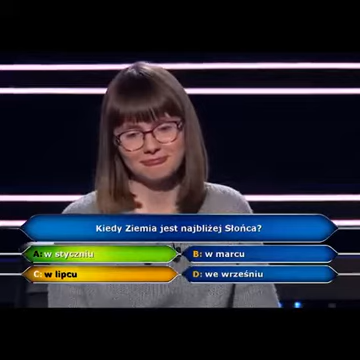 Kiedy Ziemia jest najbliżej Słońca?
A: w styczniu
B: w marcu
C: w lipcu
D: we wrześniu